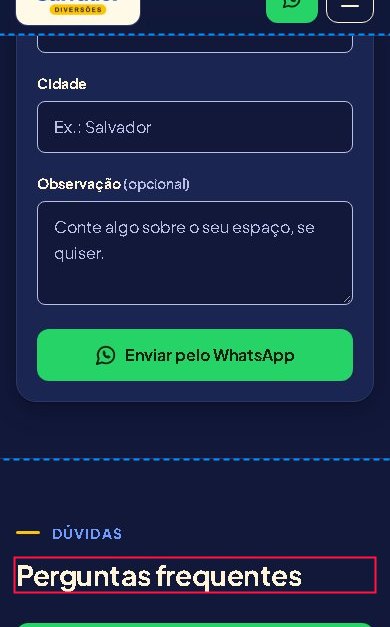 DIVERSÕES
Cidade
Ex.: Salvador
Observação (opcional)
Conte algo sobre o seu espaço, se
quiser.
Enviar pelo WhatsApp
DÚVIDAS
Perguntas frequentes